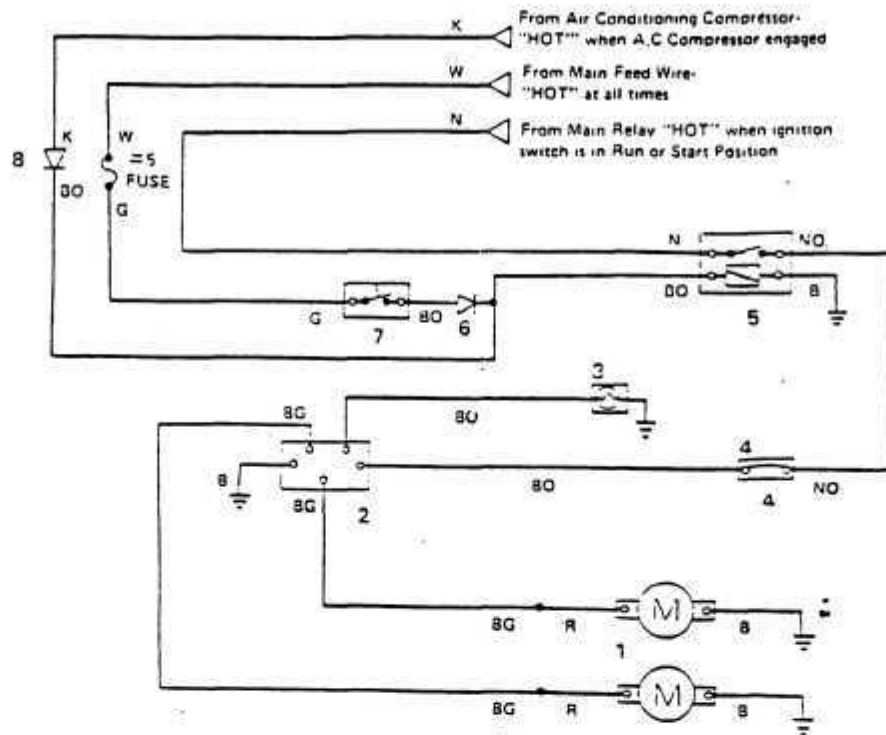 K
From Air Conditioning Compressor-
"HOT"' when A,C Compressor engaged
W
From Main Feed Wire-
"HOT" at all times
N
From Main Relay "HOT" when ignition
switch is in Run or Start Position
K
W
8
=5
FUSE
BO
G
N
NO
BO
B
5
G
7
BO
6
3
BG
BO
4
B
BO
4
NO
BG
2
BG
R
1
M
B
BG
R
M
B